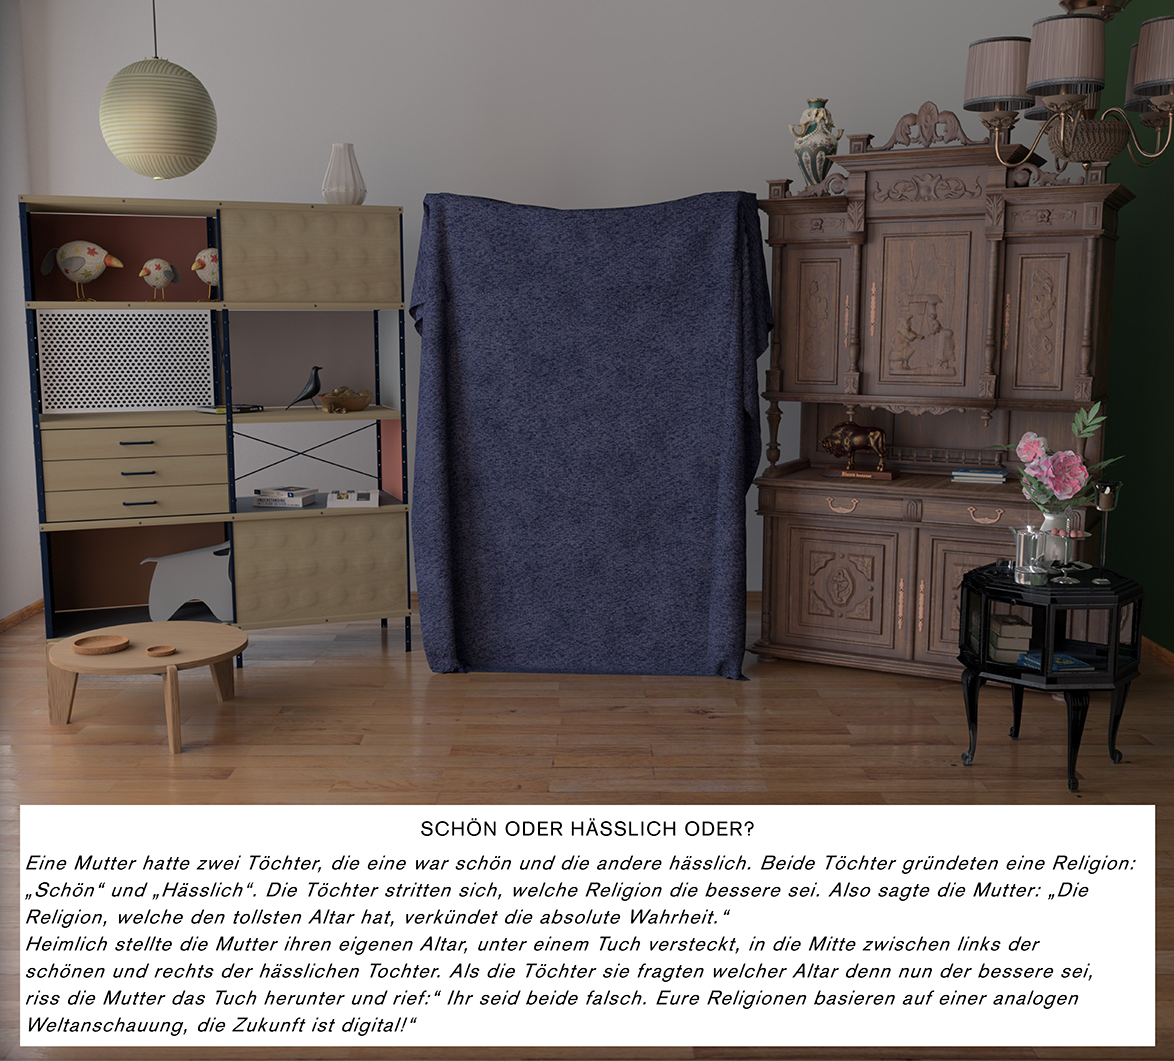 SCHÖN ODER HÄSSLICH ODER?
Eine Mutter hatte zwei Töchter, die eine war schön und die andere hässlich. Beide Töchter gründeten eine Religion:
„Schön“ und „Hässlich“. Die Töchter stritten sich, welche Religion die bessere sei. Also sagte die Mutter: „Die
Religion, welche den tollsten Altar hat, verkündet die absolute Wahrheit.“
Heimlich stellte die Mutter ihren eigenen Altar, unter einem Tuch versteckt, in die Mitte zwischen links der
schönen und rechts der hässlichen Tochter. Als die Töchter sie fragten welcher Altar denn nun der bessere sei,
riss die Mutter das Tuch herunter und rief:“ Ihr seid beide falsch. Eure Religionen basieren auf einer analogen
Weltanschauung, die Zukunft ist digital!“